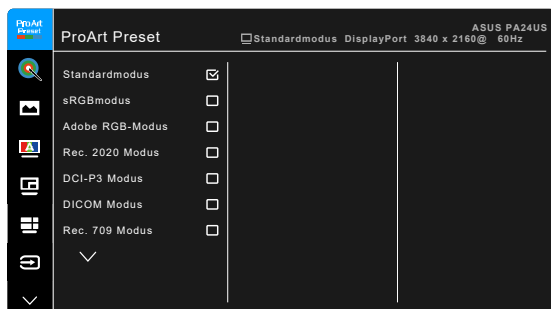 ProArt
Preset
ProArt Preset
ASUS PA24US
Standardmodus DisplayPort 3840 x 2160@ 60Hz
Standardmodus
sRGBmodus
Adobe RGB-Modus
Rec. 2020 Modus
DCI-P3 Modus
DICOM Modus
Rec. 709 Modus
A